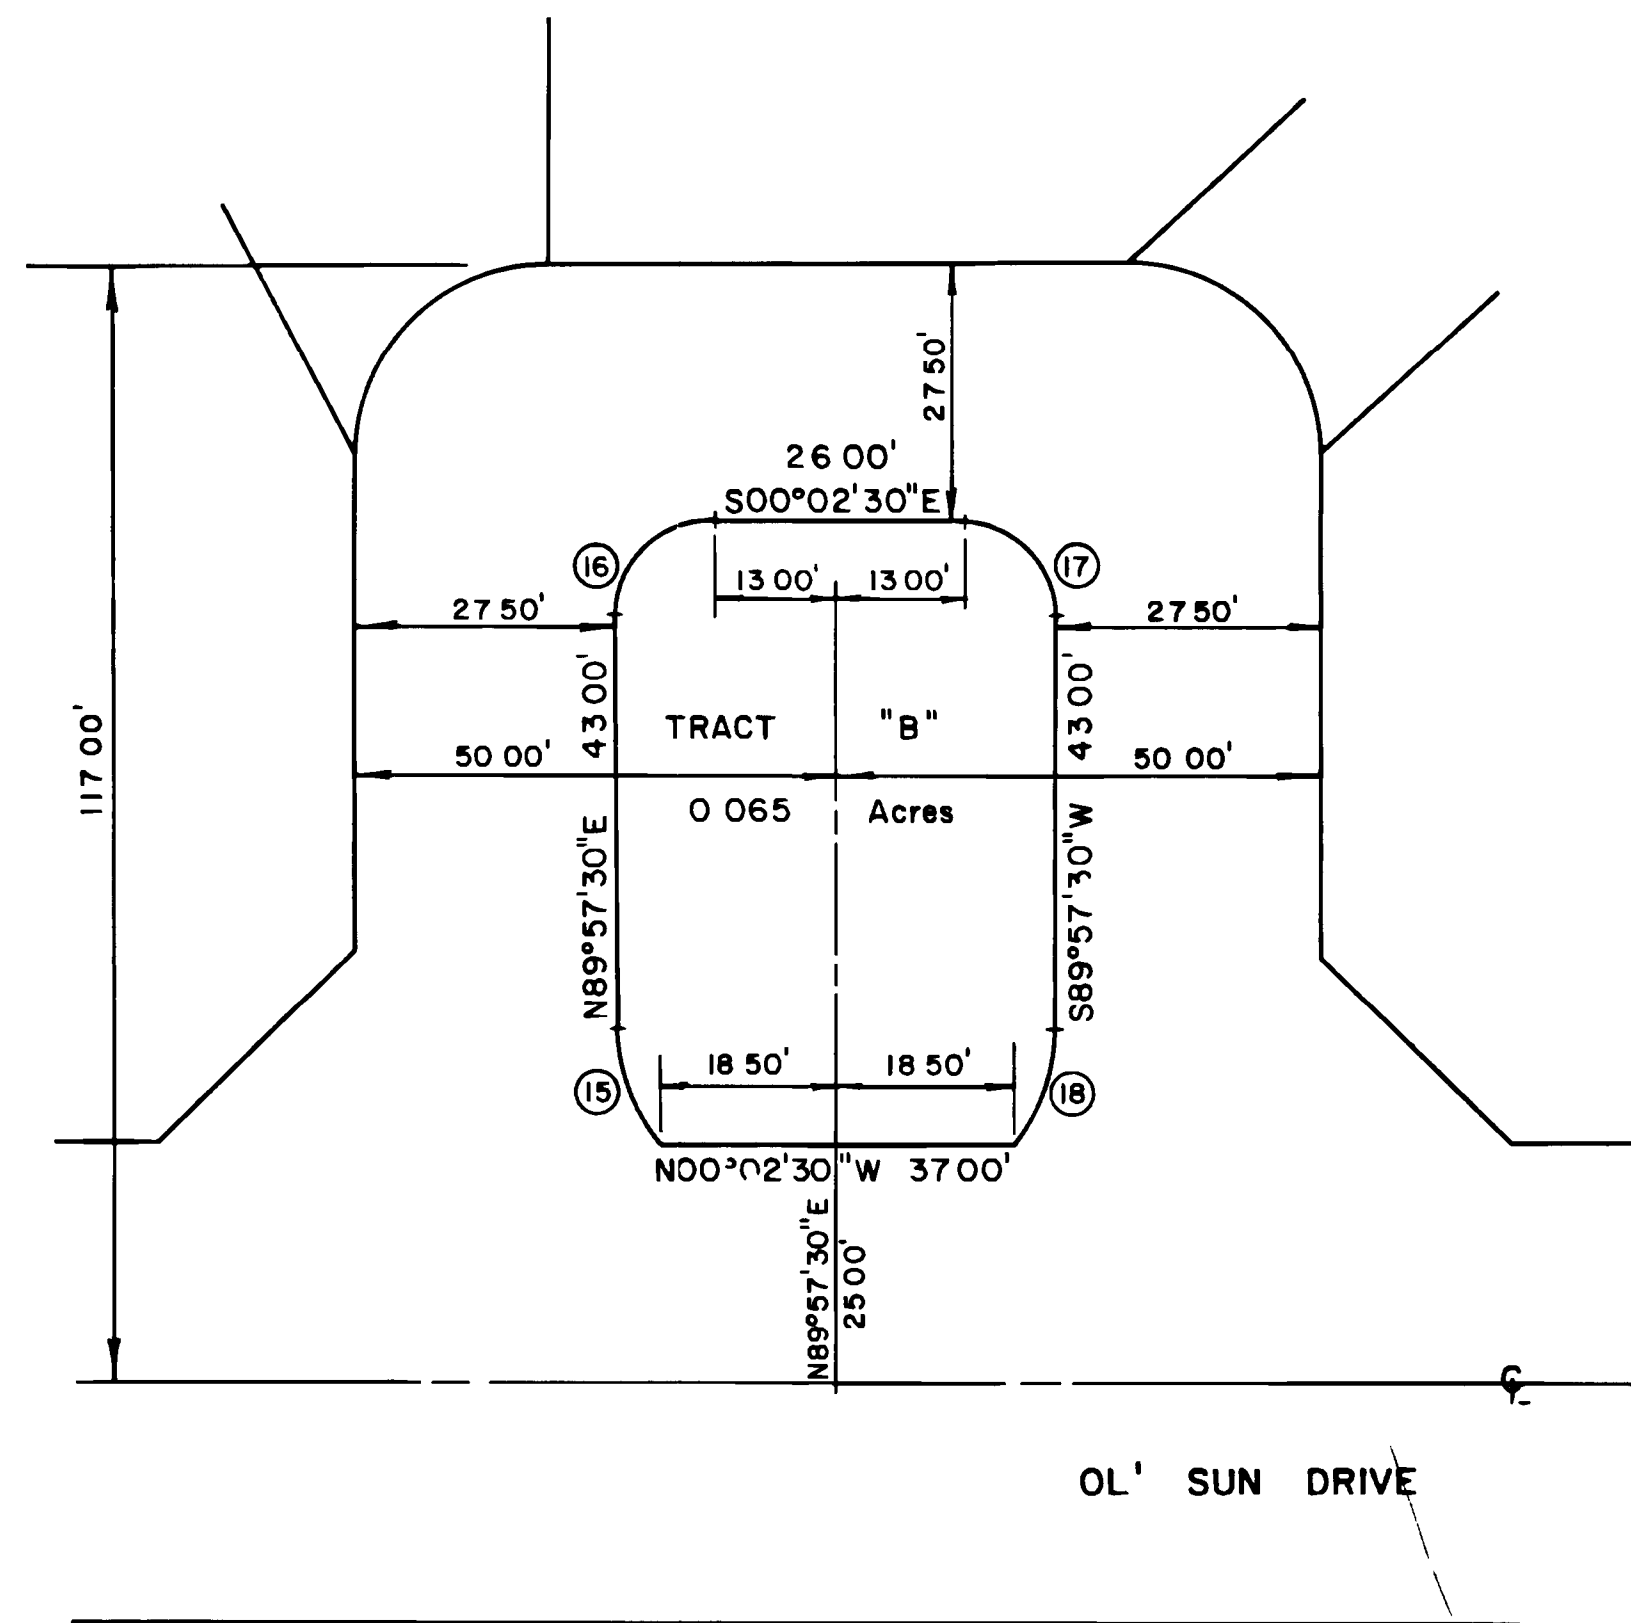 27 50'
26 00'
S00°02'30"E
16
17
13 00'
13 00'
27 50'
27 50'
43 00'
43 00'
TRACT "B"
117 00'
50 00'
50 00'
0 065 Acres
N89°57'30"E
S89°57'30"W
18 50'
18 50'
15
18
N00°02'30"W 37 00'
N89°57'30"E
25 00'
OL' SUN DRIVE